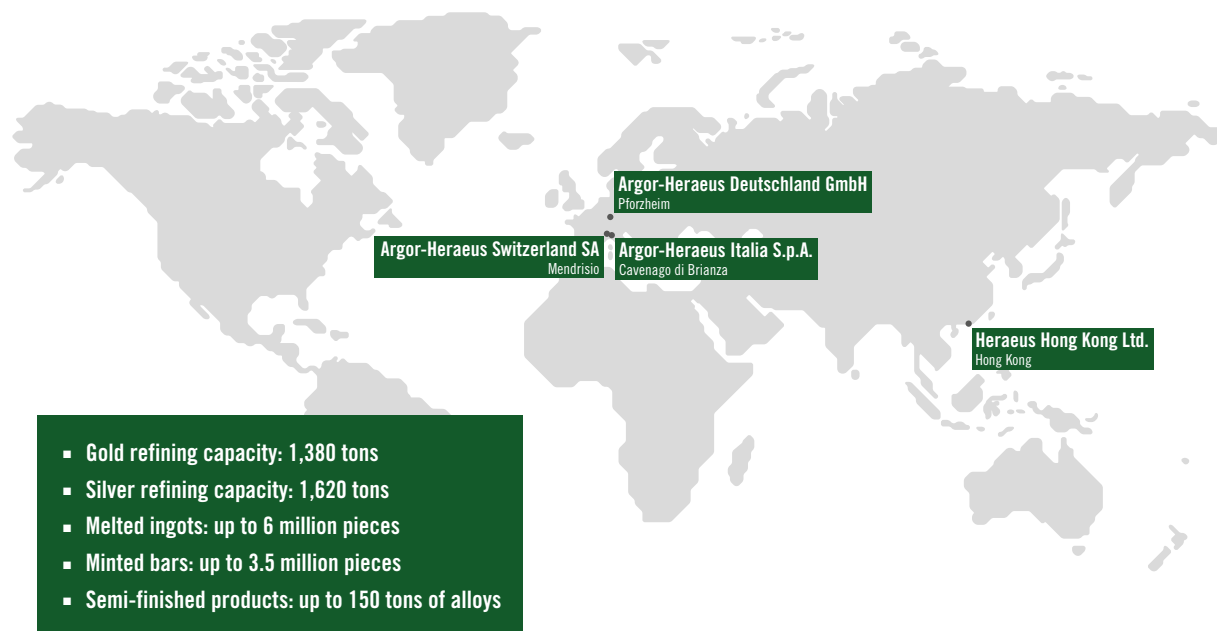 Argor-Heraeus Deutschland GmbH
Pforzheim
Argor-Heraeus Switzerland SA
Mendrisio
Argor-Heraeus Italia S.p.A.
Cavenago di Brianza
Heraeus Hong Kong Ltd.
Hong Kong
▪ Gold refining capacity: 1,380 tons
▪ Silver refining capacity: 1,620 tons
▪ Melted ingots: up to 6 million pieces
▪ Minted bars: up to 3.5 million pieces
▪ Semi-finished products: up to 150 tons of alloys